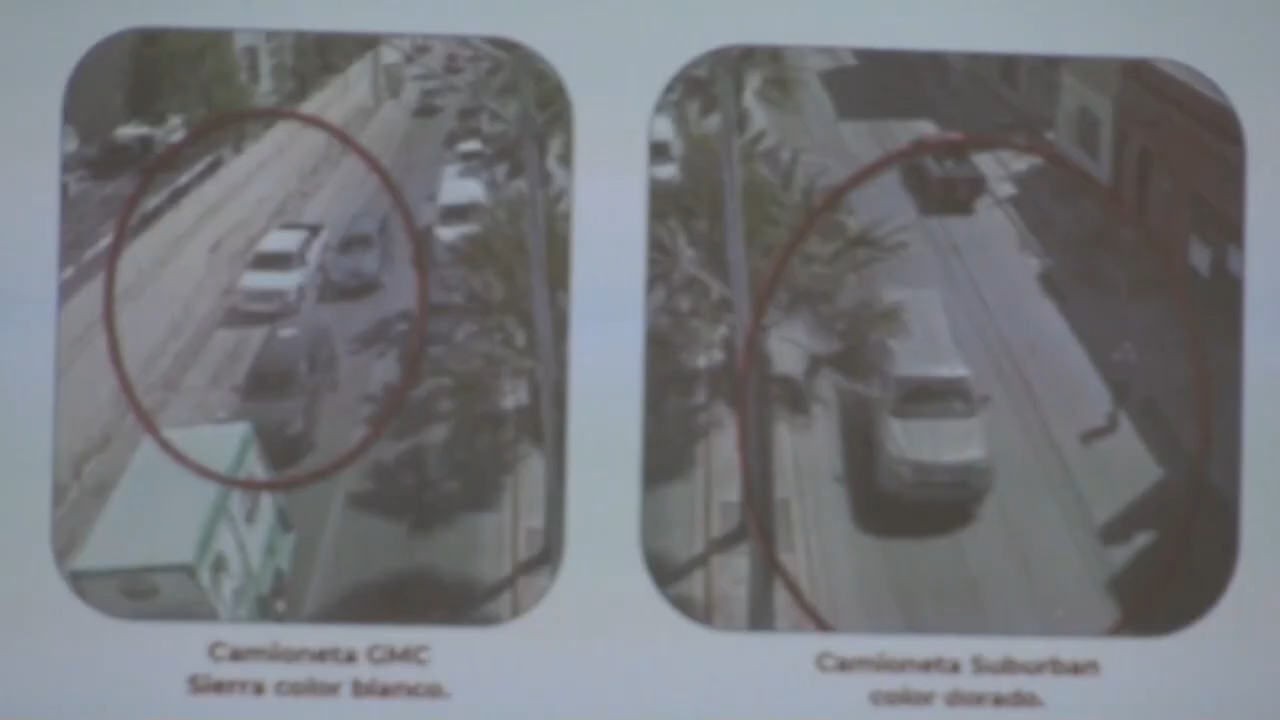 Camioneta GMC
Sierra color blanco.
Camioneta Suburban
color dorado.